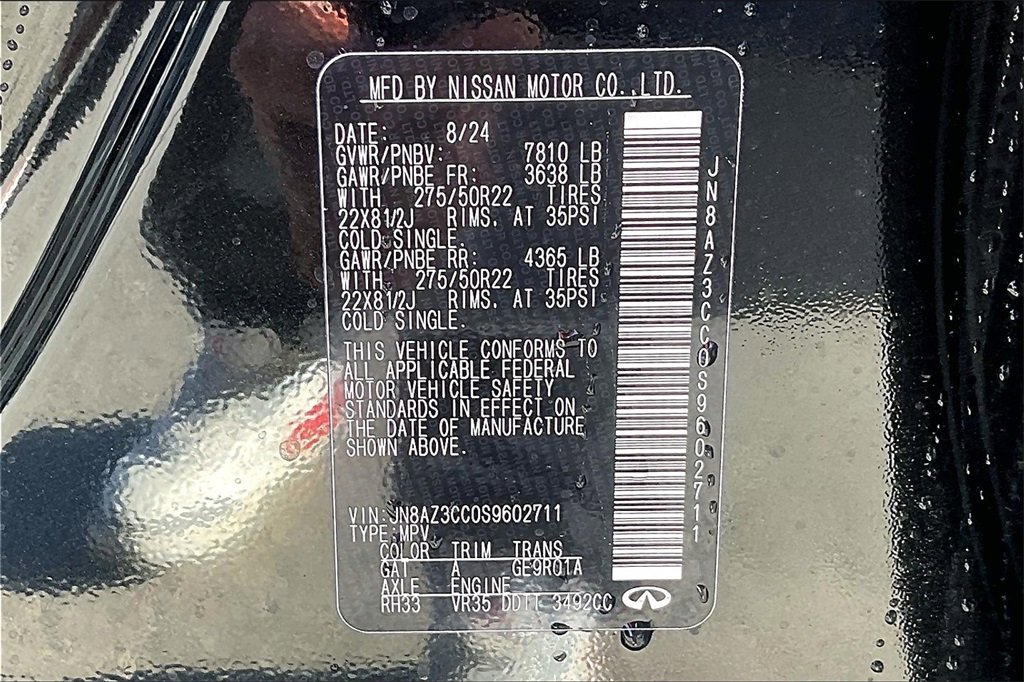 MFD BY NISSAN MOTOR CO.,LTD.
DATE: 8/24
GVWR/PNBV: 7810 LB
GAWR/PNBE FR: 3638 LB
WITH 275/50R22 TIRES
22X81/2J RIMS. AT 35PSI
COLD SINGLE.
GAWR/PNBE RR: 4365 LB
WITH 275/50R22 TIRES
22X81/2J RIMS. AT 35PSI
COLD SINGLE.
THIS VEHICLE CONFORMS TO
ALL APPLICABLE FEDERAL
MOTOR VEHICLE SAFETY
STANDARDS IN EFFECT ON
THE DATE OF MANUFACTURE
SHOWN ABOVE.
VIN:JN8AZ3CC0S9602711
TYPE:MPV
COLOR TRIM TRANS
GAT A GE9R01A
AXLE ENGINE
RH33 VR35 DDTT 3492CC
JN8AZ3CC0S9602711